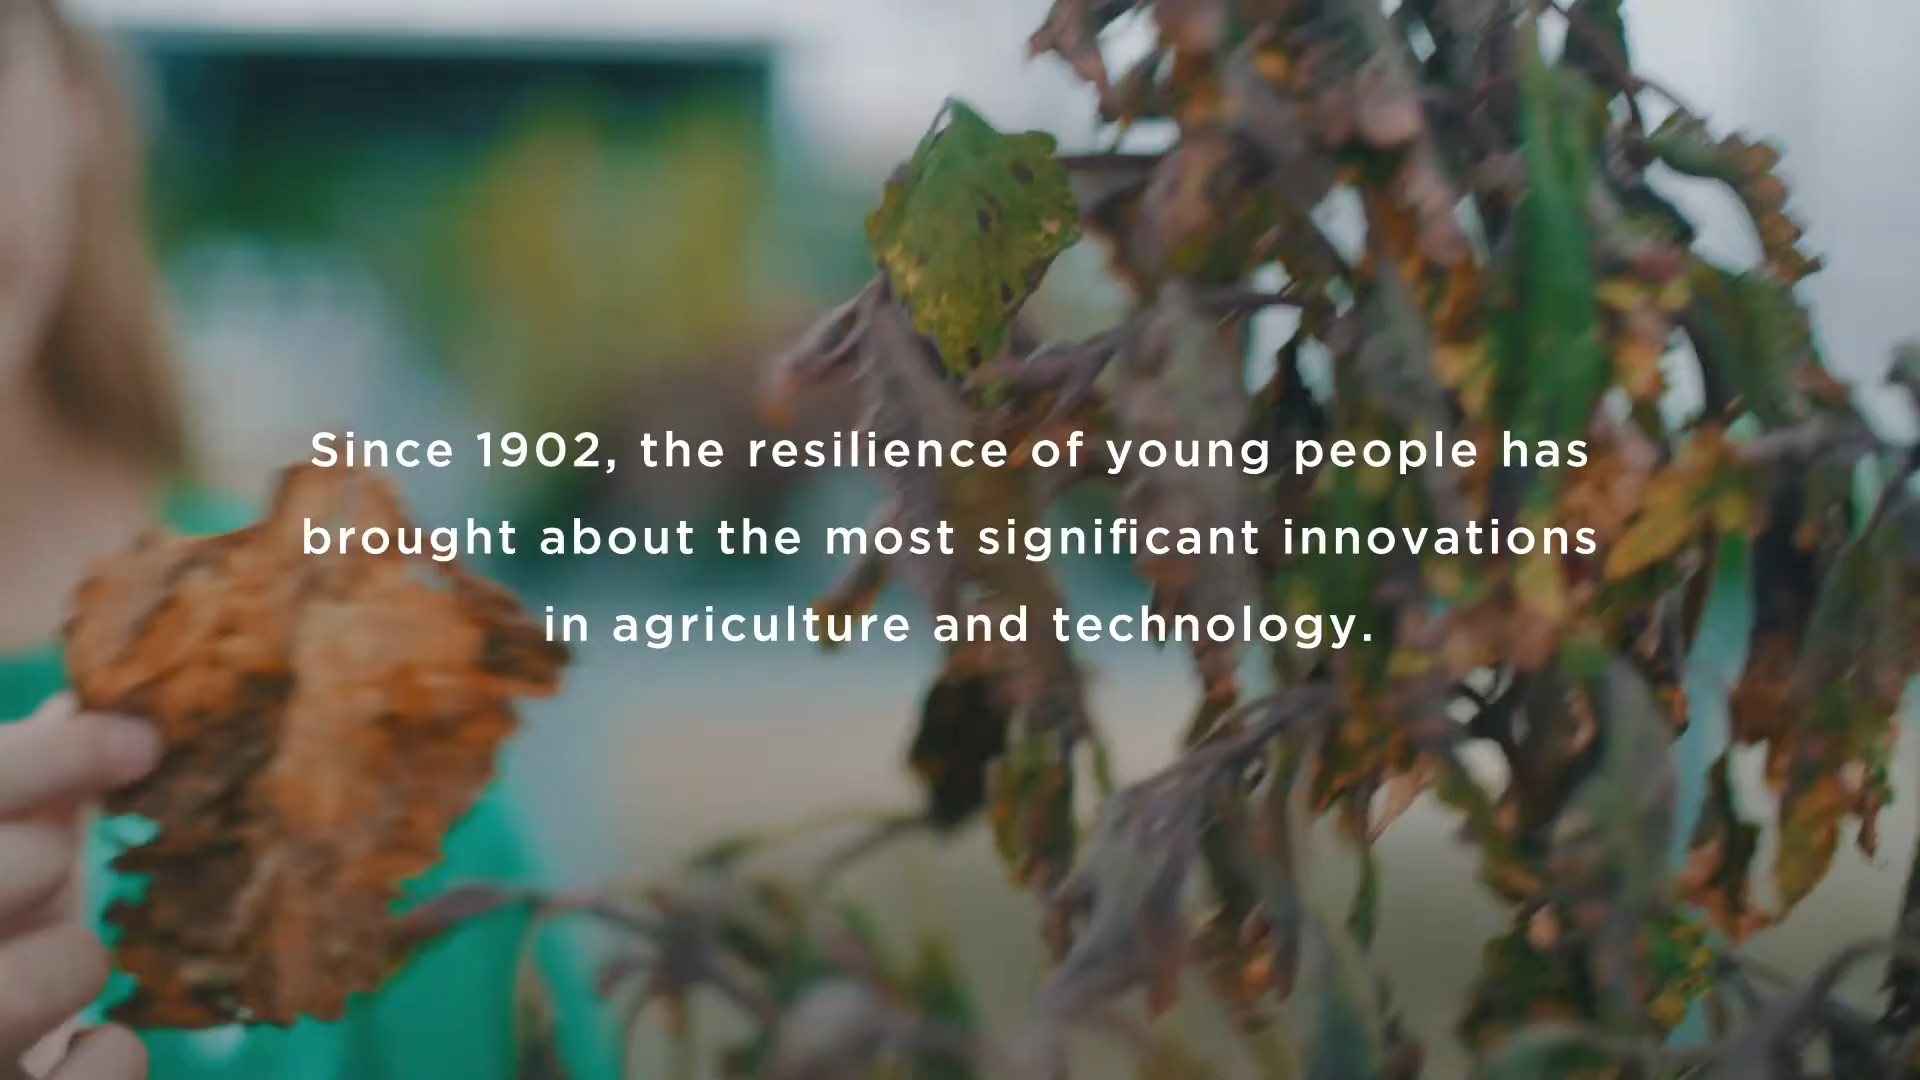 Since 1902, the resilience of young people has
brought about the most significant innovations
in agriculture and technology.